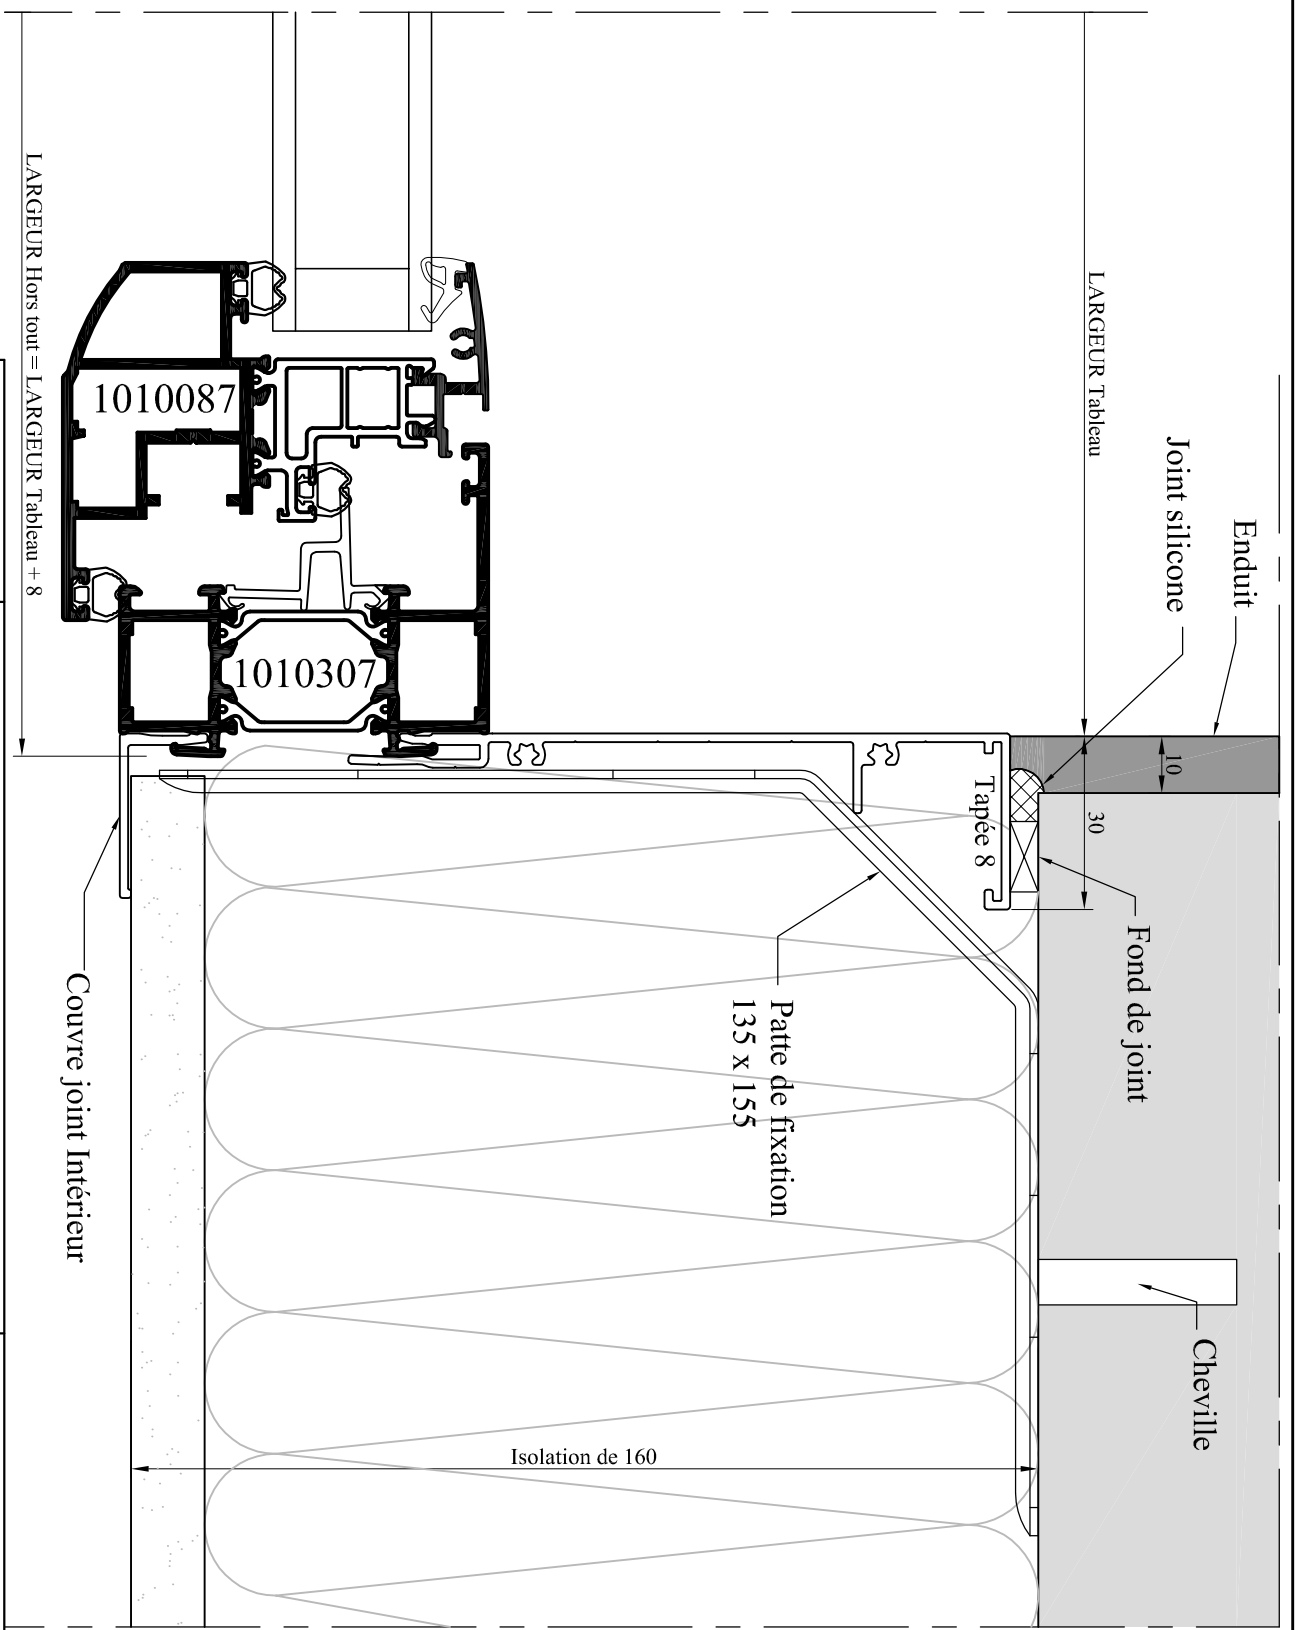 Enduit
Joint silicone
LARGEUR Tableau
10
30
Tapée 8
Fond de joint
Cheville
Patte de fixation
135 x 155
1010087
1010307
LARGEUR Hors tout = LARGEUR Tableau + 8
Couvre joint Intérieur
Isolation de 160